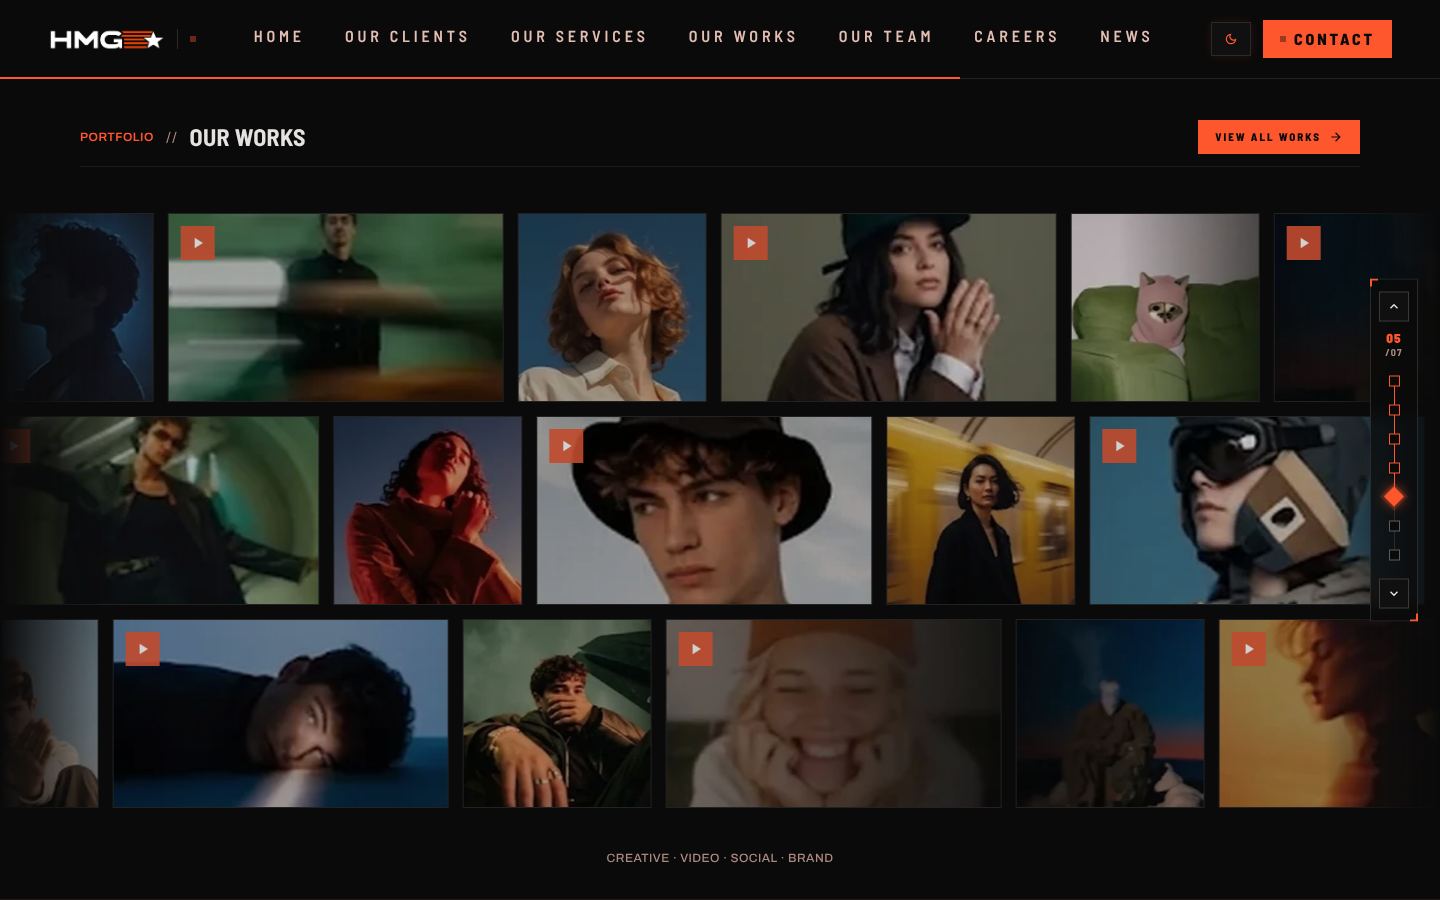 HMG
HOME
OUR CLIENTS
OUR SERVICES
OUR WORKS
OUR TEAM
CAREERS
NEWS
CONTACT
PORTFOLIO // OUR WORKS
VIEW ALL WORKS
05
/07
CREATIVE · VIDEO · SOCIAL · BRAND